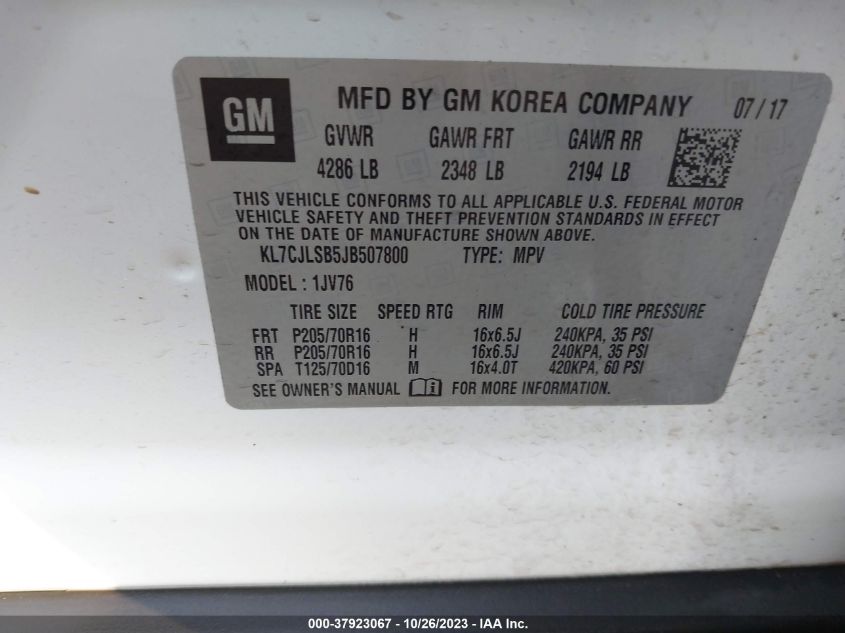 GM
MFD BY GM KOREA COMPANY 07/17
GVWR GAWR FRT GAWR RR
4286 LB 2348 LB 2194 LB
THIS VEHICLE CONFORMS TO ALL APPLICABLE U.S. FEDERAL MOTOR
VEHICLE SAFETY AND THEFT PREVENTION STANDARDS IN EFFECT
ON THE DATE OF MANUFACTURE SHOWN ABOVE.
KL7CJLSB5JB507800 TYPE: MPV
MODEL : 1JV76
TIRE SIZE SPEED RTG RIM COLD TIRE PRESSURE
FRT P205/70R16 H 16x6.5J 240KPA, 35 PSI
RR P205/70R16 H 16x6.5J 240KPA, 35 PSI
SPA T125/70D16 M 16x4.0T 420KPA, 60 PSI
SEE OWNER'S MANUAL FOR MORE INFORMATION.
000-37923067 - 10/26/2023 - IAA Inc.